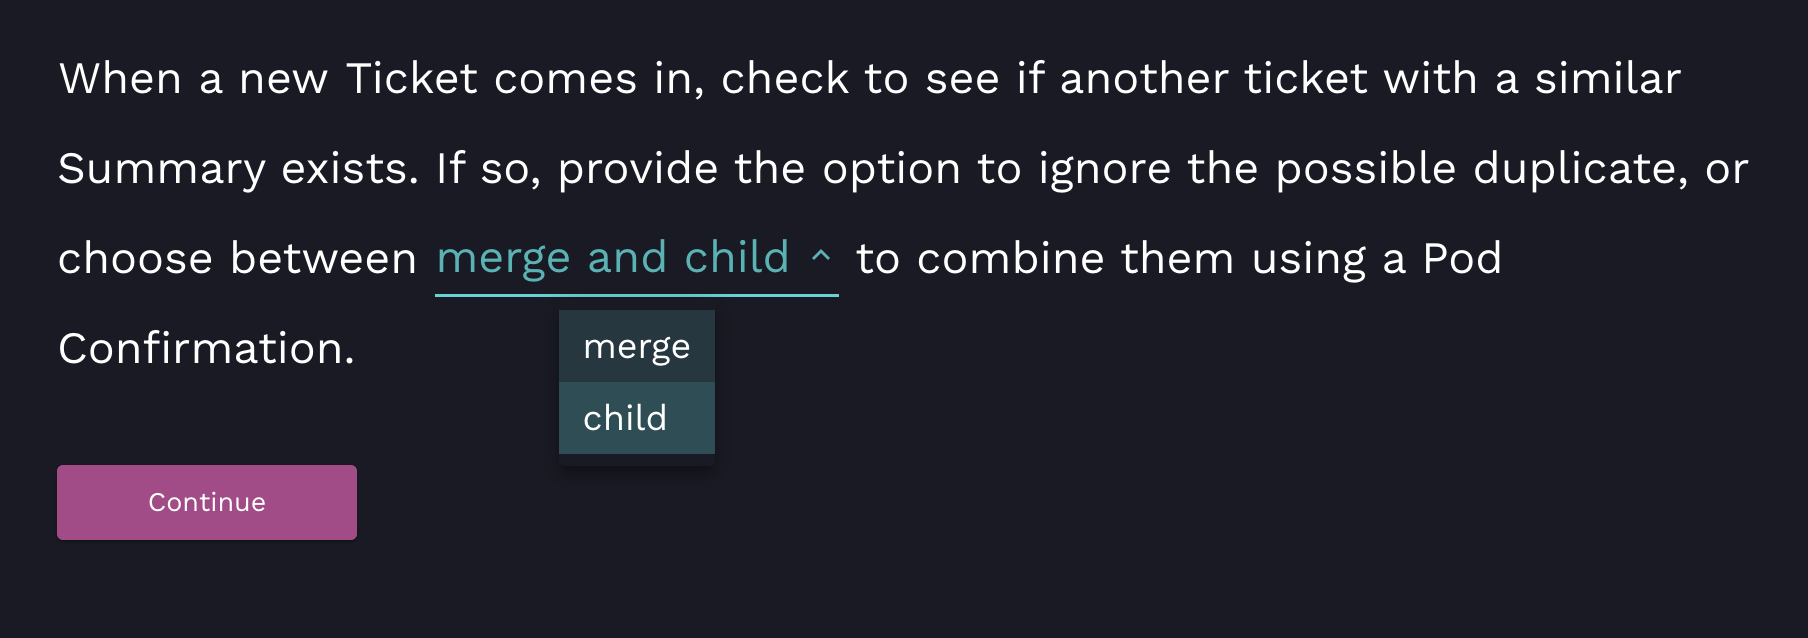 When a new Ticket comes in, check to see if another ticket with a similar
Summary exists. If so, provide the option to ignore the possible duplicate, or
choose between merge and child to combine them using a Pod
Confirmation.
merge
child
Continue